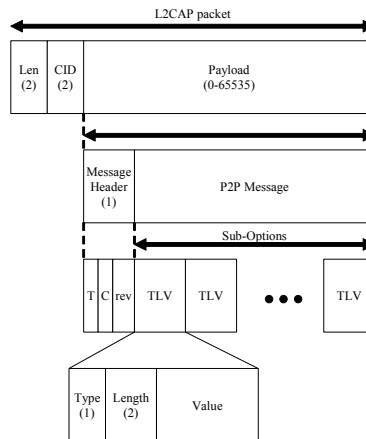 L2CAP packet
Len
(2)
CID
(2)
Payload
(0-65535)
Message
Header
(1)
P2P Message
Sub-Options
T C rev TLV TLV TLV
Type
(1)
Length
(2)
Value